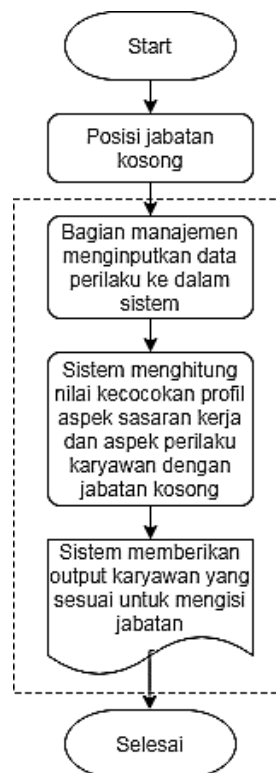 Start
Posisi jabatan
kosong
Bagian manajemen
menginputkan data
perilaku ke dalam
sistem
Sistem menghitung
nilai kecocokan profil
aspek sasaran kerja
dan aspek perilaku
karyawan dengan
jabatan kosong
Sistem memberikan
output karyawan yang
sesuai untuk mengisi
jabatan
Selesai